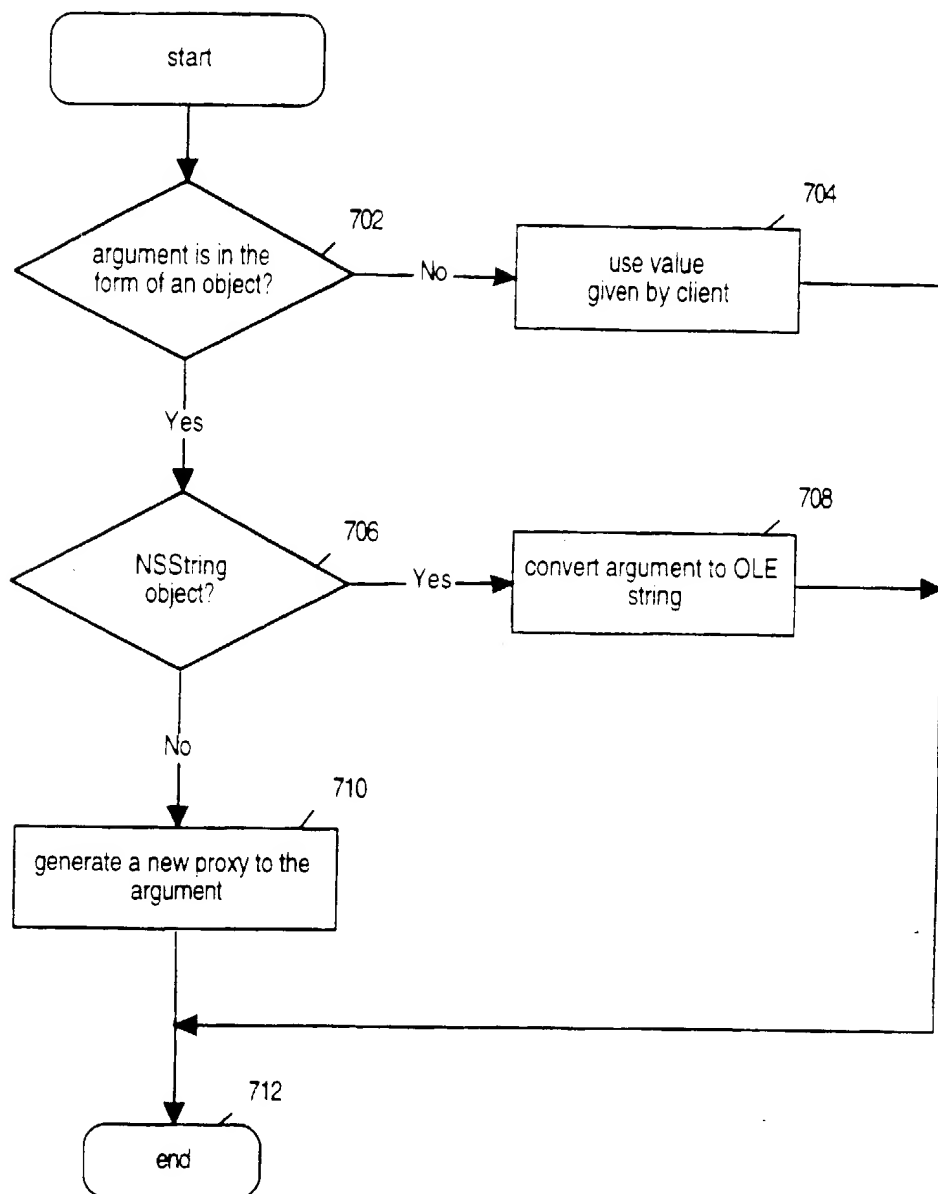 start
702
argument is in the
form of an object?
No
704
use value
given by client
Yes
706
NSString
object?
Yes
708
convert argument to OLE
string
No
710
generate a new proxy to the
argument
712
end